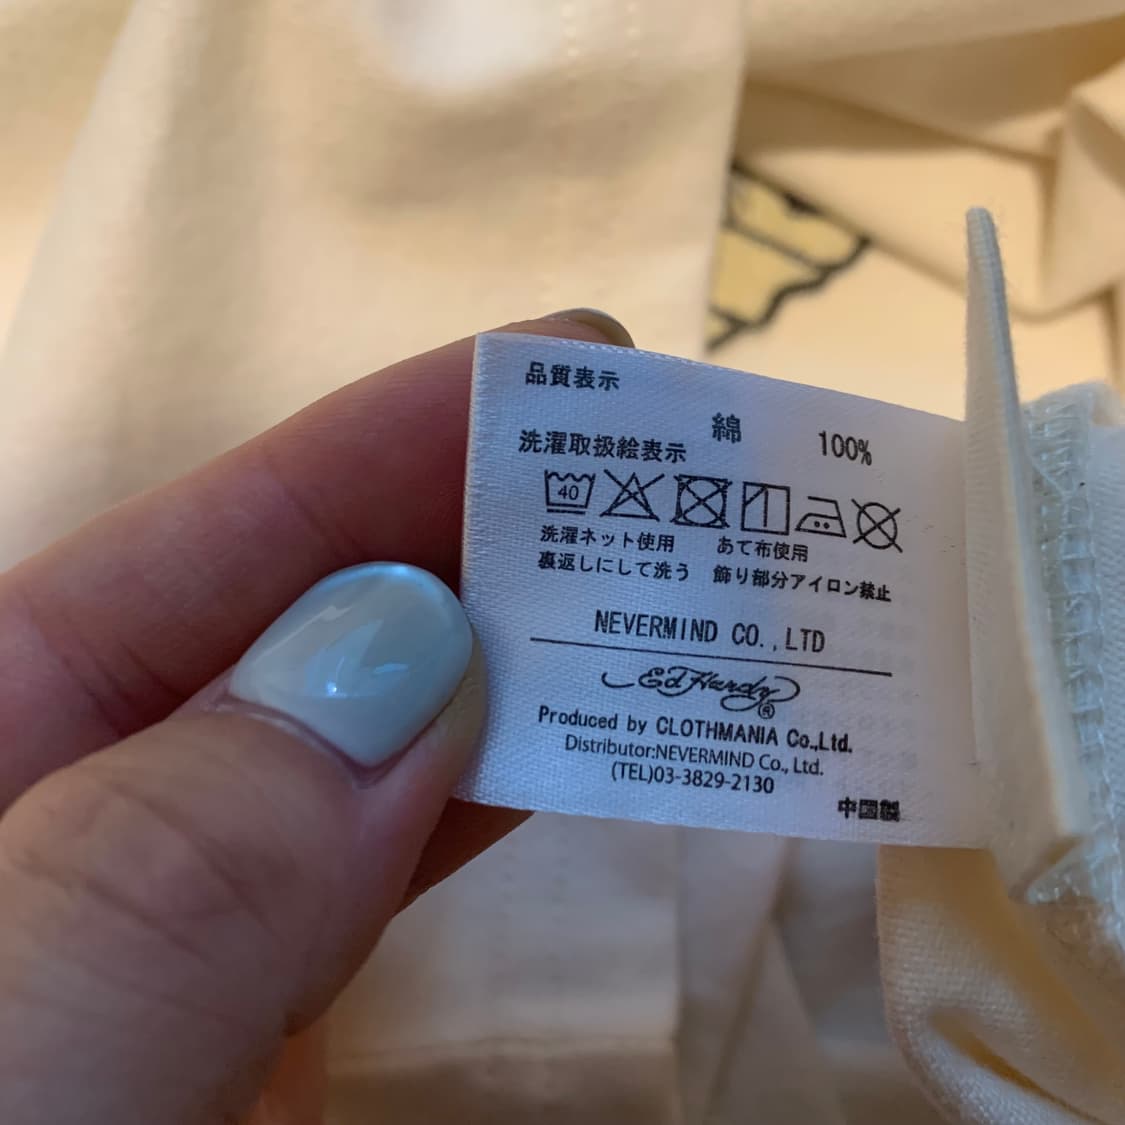 品質表示
綿 100%
洗濯取扱絵表示
40
洗濯ネット使用 あて布使用
裏返しにして洗う 飾り部分アイロン禁止
NEVERMIND CO.,LTD
Ed Hardy®
Produced by CLOTHMANIA Co.,Ltd.
Distributor:NEVERMIND Co., Ltd.
(TEL)03-3829-2130
中国製